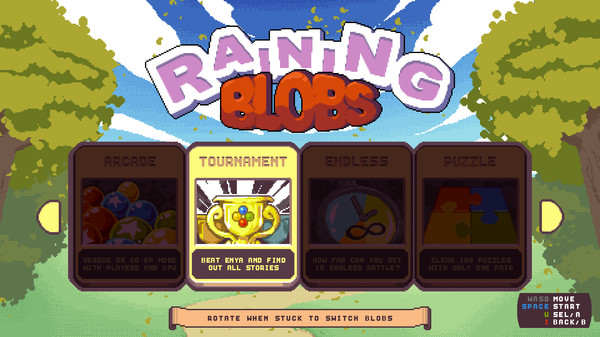 RAINING
BLOBS
ARCADE
TOURNAMENT
ENDLESS
PUZZLE
VERSUS OR CO-OP MODE
WITH PLAYERS AND CPU
BEAT ENYA AND FIND
OUT ALL STORIES
HOW FAR CAN YOU GET
IN ENDLESS BATTLE?
CLEAR 100 PUZZLES
WITH ONLY ONE PAIR
ROTATE WHEN STUCK TO SWITCH BLOBS
WASD MOVE
SPACE START
U SEL/A
I BACK/B